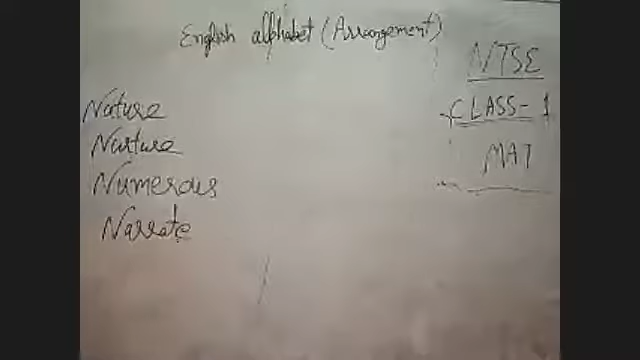 English alphabet (Arrangement)
NTSE
CLASS-1
MAT
Nature
Nurture
Numerous
Narrate